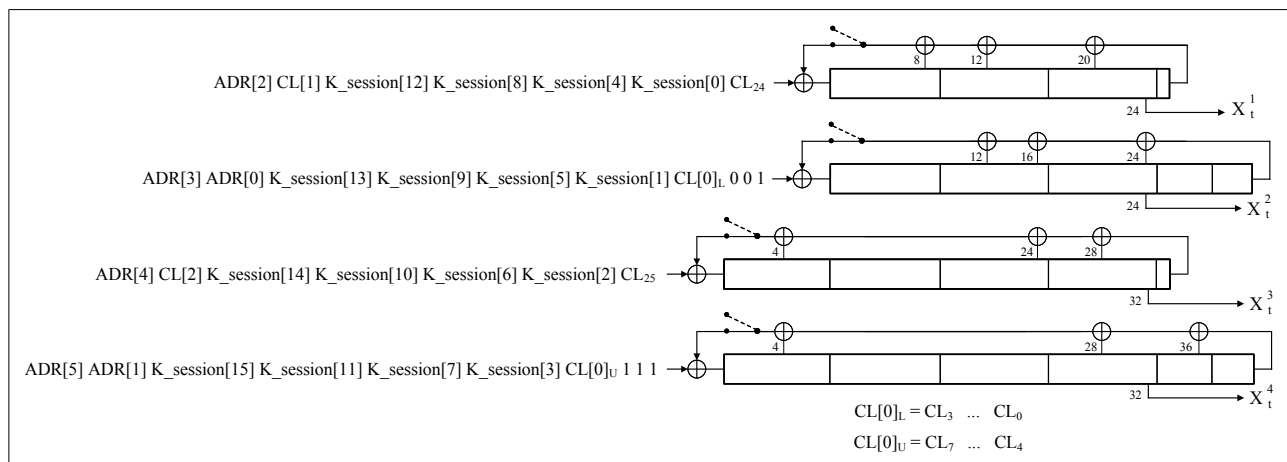 8 12 20
ADR[2] CL[1] K_session[12] K_session[8] K_session[4] K_session[0] CL₂₄
24 X¹ₜ
12 16 24
ADR[3] ADR[0] K_session[13] K_session[9] K_session[5] K_session[1] CL[0]L 0 0 1
24 X²ₜ
4 24 28
ADR[4] CL[2] K_session[14] K_session[10] K_session[6] K_session[2] CL₂₅
32 X³ₜ
4 28 36
ADR[5] ADR[1] K_session[15] K_session[11] K_session[7] K_session[3] CL[0]U 1 1 1
32 X⁴ₜ
CL[0]L = CL₃ ... CL₀
CL[0]U = CL₇ ... CL₄